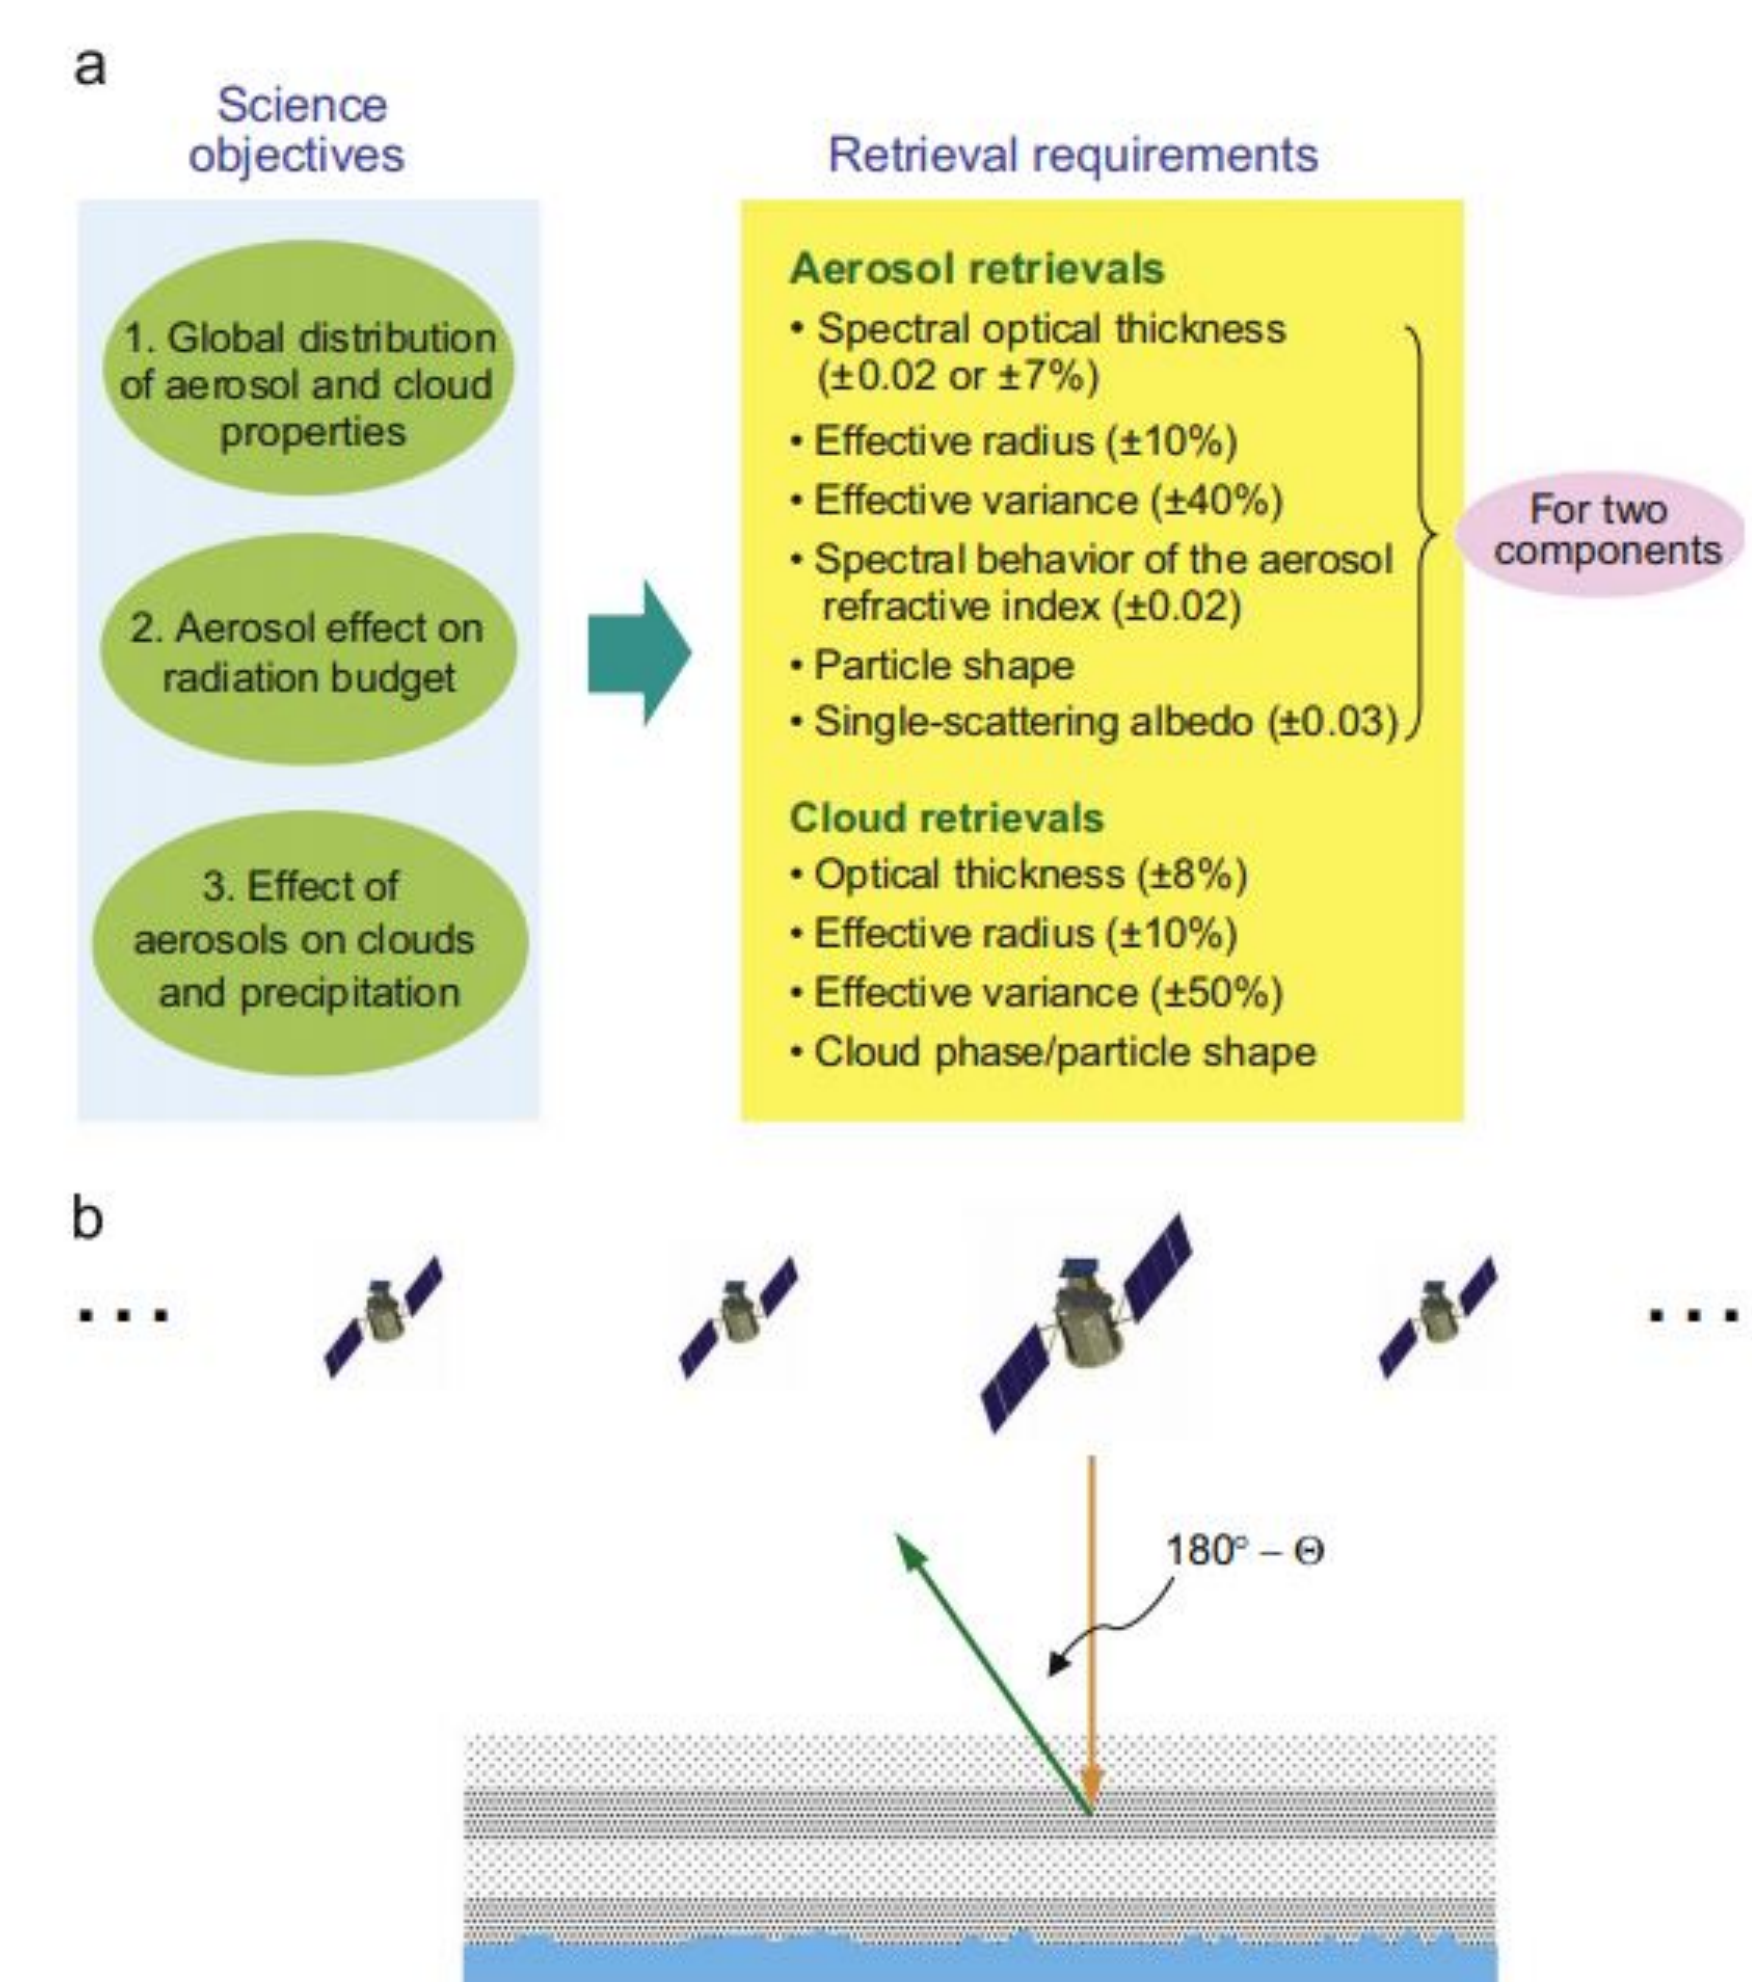 a
Science
objectives
1. Global distribution
of aerosol and cloud
properties
2. Aerosol effect on
radiation budget
3. Effect of
aerosols on clouds
and precipitation
Retrieval requirements
Aerosol retrievals
• Spectral optical thickness
(±0.02 or ±7%)
• Effective radius (±10%)
• Effective variance (±40%)
• Spectral behavior of the aerosol
refractive index (±0.02)
• Particle shape
• Single-scattering albedo (±0.03)
For two
components
Cloud retrievals
• Optical thickness (±8%)
• Effective radius (±10%)
• Effective variance (±50%)
• Cloud phase/particle shape
b
. . .
. . .
180° – Θ